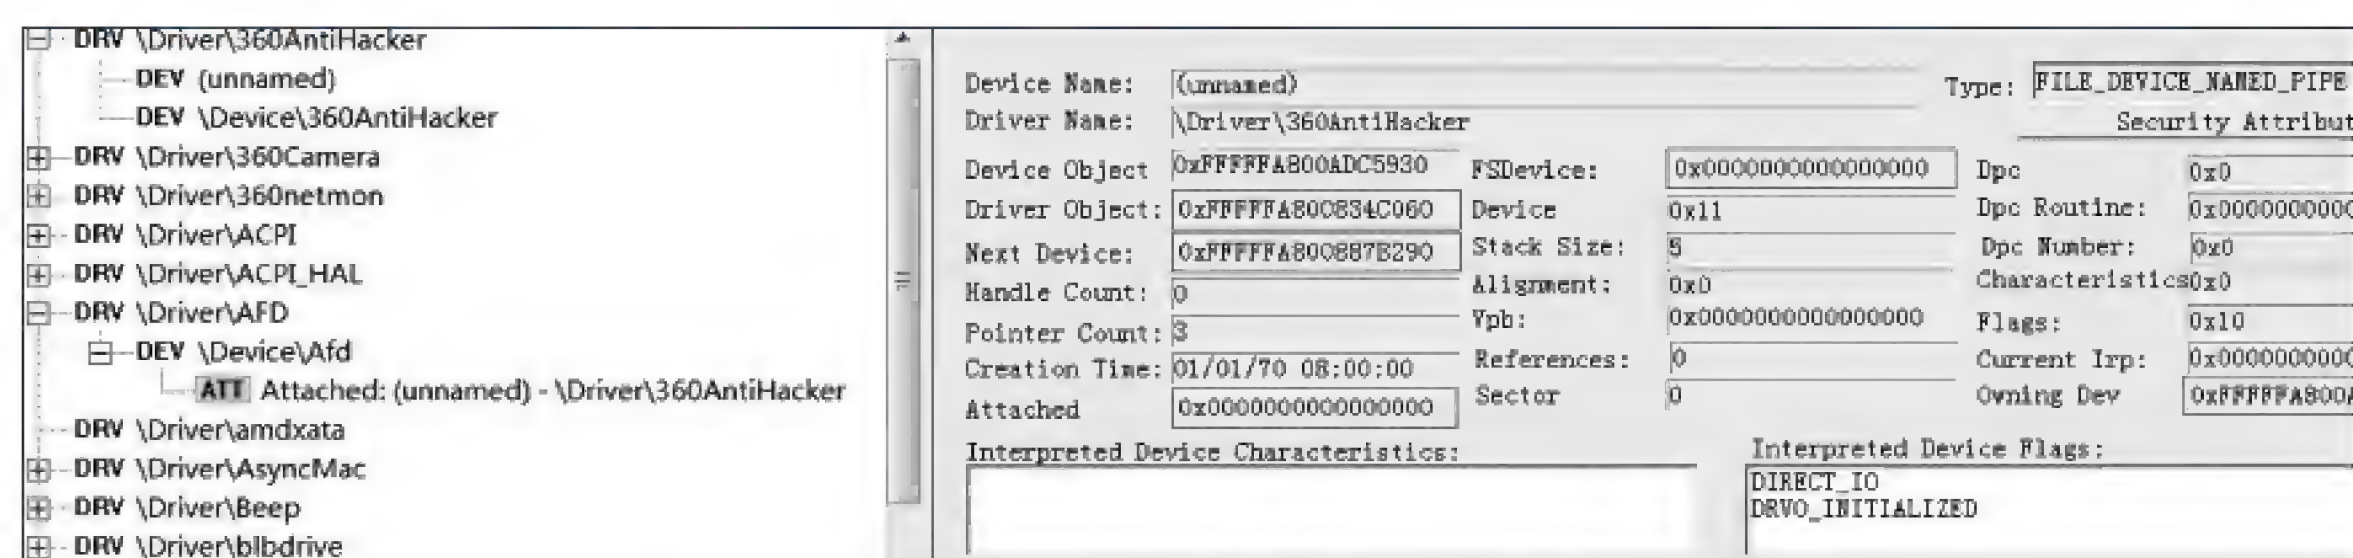 DRV \Driver\360AntiHacker
DEV (unnamed)
DEV \Device\360AntiHacker
DRV \Driver\360Camera
DRV \Driver\360netmon
DRV \Driver\ACPI
DRV \Driver\ACPI_HAL
DRV \Driver\AFD
DEV \Device\Afd
ATT Attached: (unnamed) - \Driver\360AntiHacker
DRV \Driver\amdxata
DRV \Driver\AsyncMac
DRV \Driver\Beep
DRV \Driver\blbdrive
Device Name: (unnamed) Type: FILE_DEVICE_NAMED_PIPE
Driver Name: \Driver\360AntiHacker Security Attribut
Device Object 0xFFFFFA800ADC5930 FSDevice: 0x0000000000000000 Dpc 0x0
Driver Object: 0xFFFFFA800834C060 Device 0x11 Dpc Routine: 0x0000000000
Next Device: 0xFFFFFA800887B290 Stack Size: Dpc Number: 0x0
Handle Count: 0 Alignment: 0x0 Characteristics 0x0
Pointer Count: 3 Vpb: 0x0000000000000000 Flags: 0x10
Creation Time: 01/01/70 08:00:00 References: 0 Current Irp: 0x0000000000
Attached 0x0000000000000000 Sector 0 Owning Dev 0xFFFFFA800A
Interpreted Device Characteristics: Interpreted Device Flags:
DIRECT_IO
DRVO_INITIALIZED